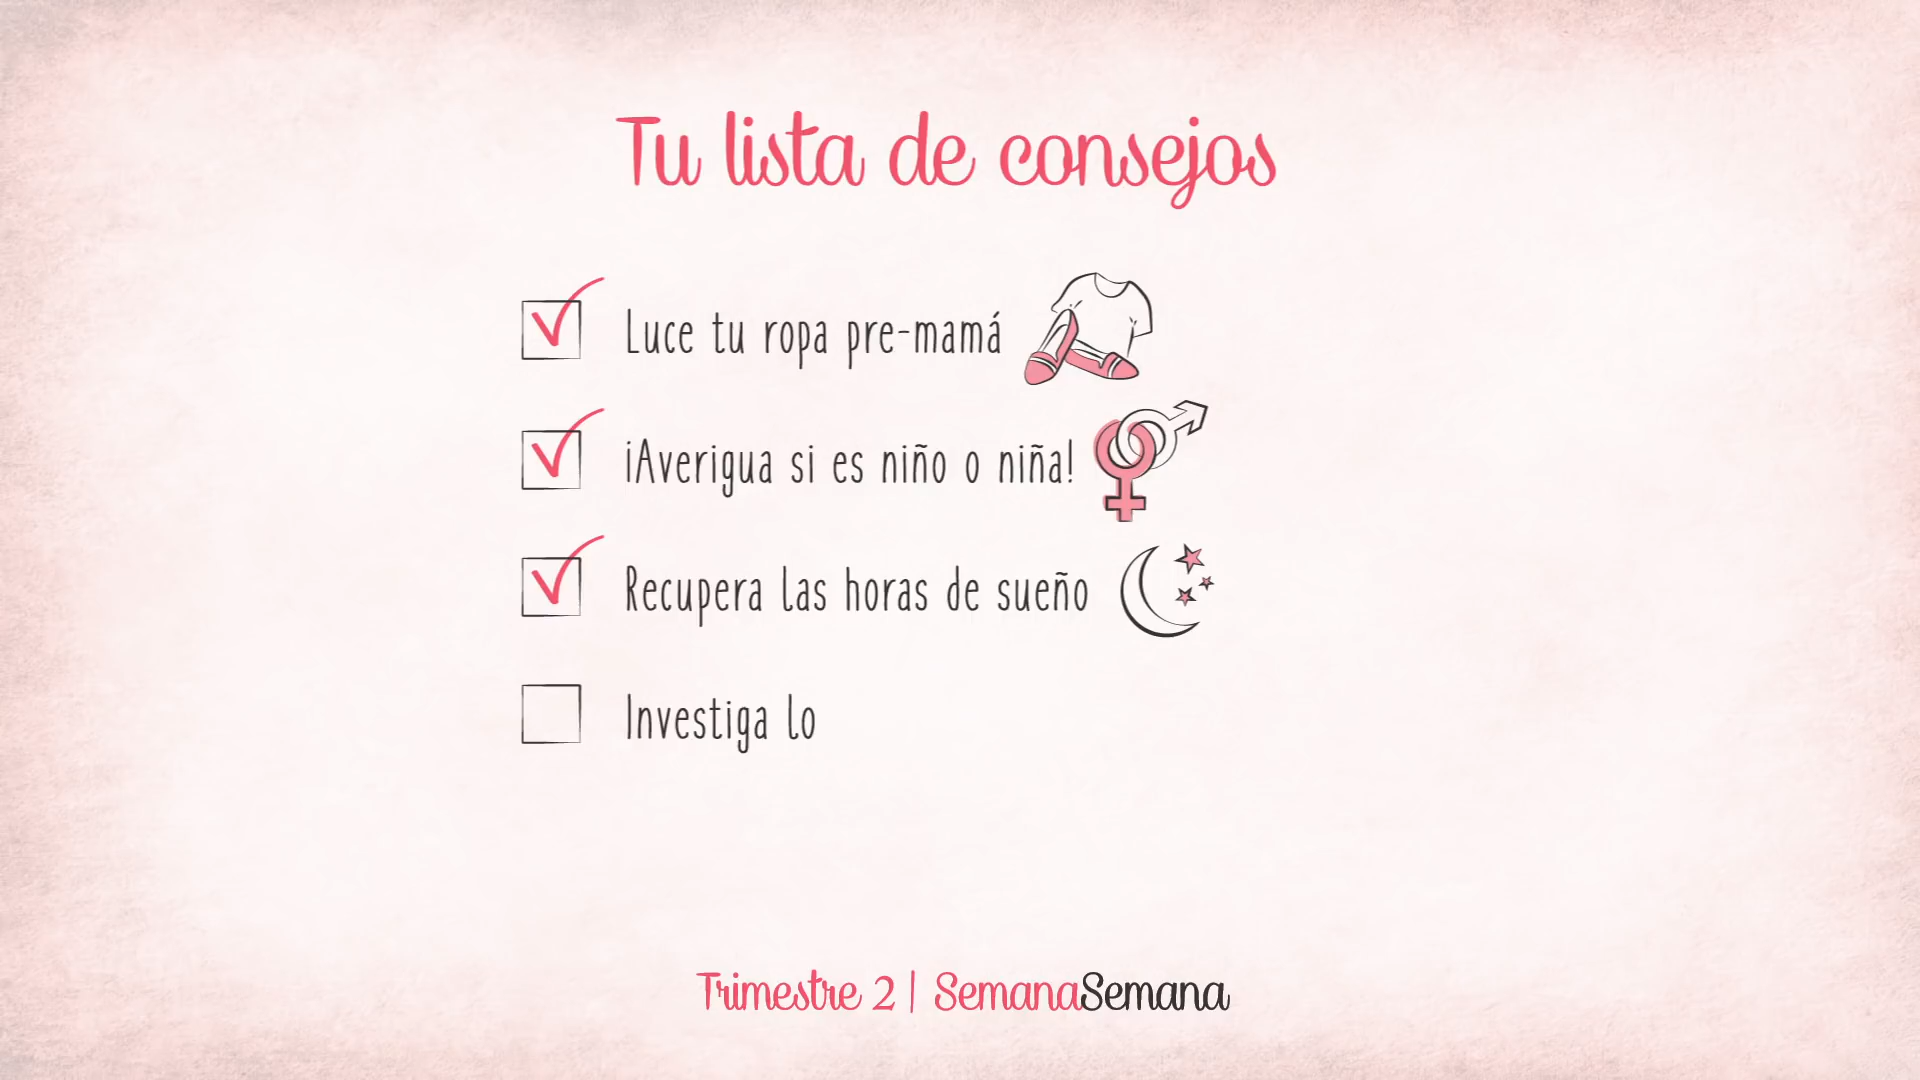 Tu lista de consejos
Luce tu ropa pre-mamá
¡Averigua si es niño o niña!
Recupera las horas de sueño
Investiga lo
Trimestre 2 | SemanaSemana